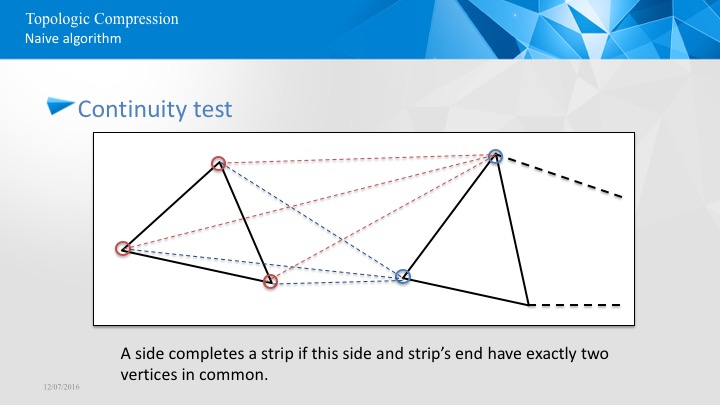 Topologic Compression
Naive algorithm
Continuity test
A side completes a strip if this side and strip’s end have exactly two
vertices in common.
12/07/2016